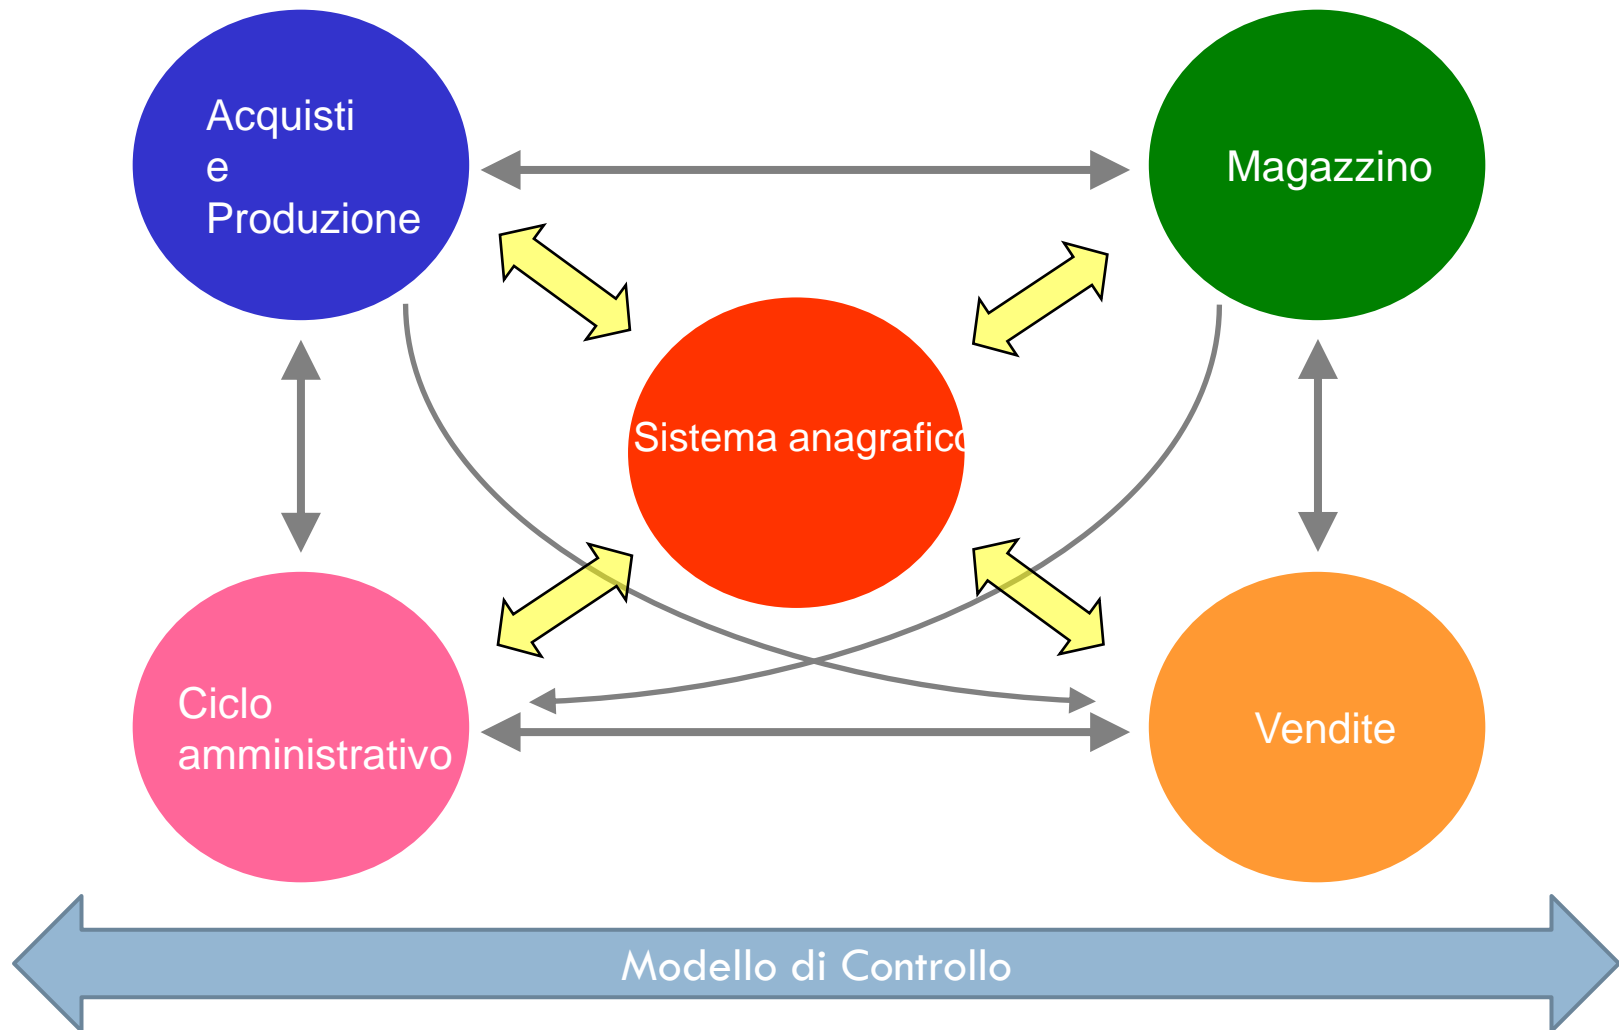 Acquisti
e
Produzione
Magazzino
Sistema anagrafico
Ciclo
amministrativo
Vendite
Modello di Controllo